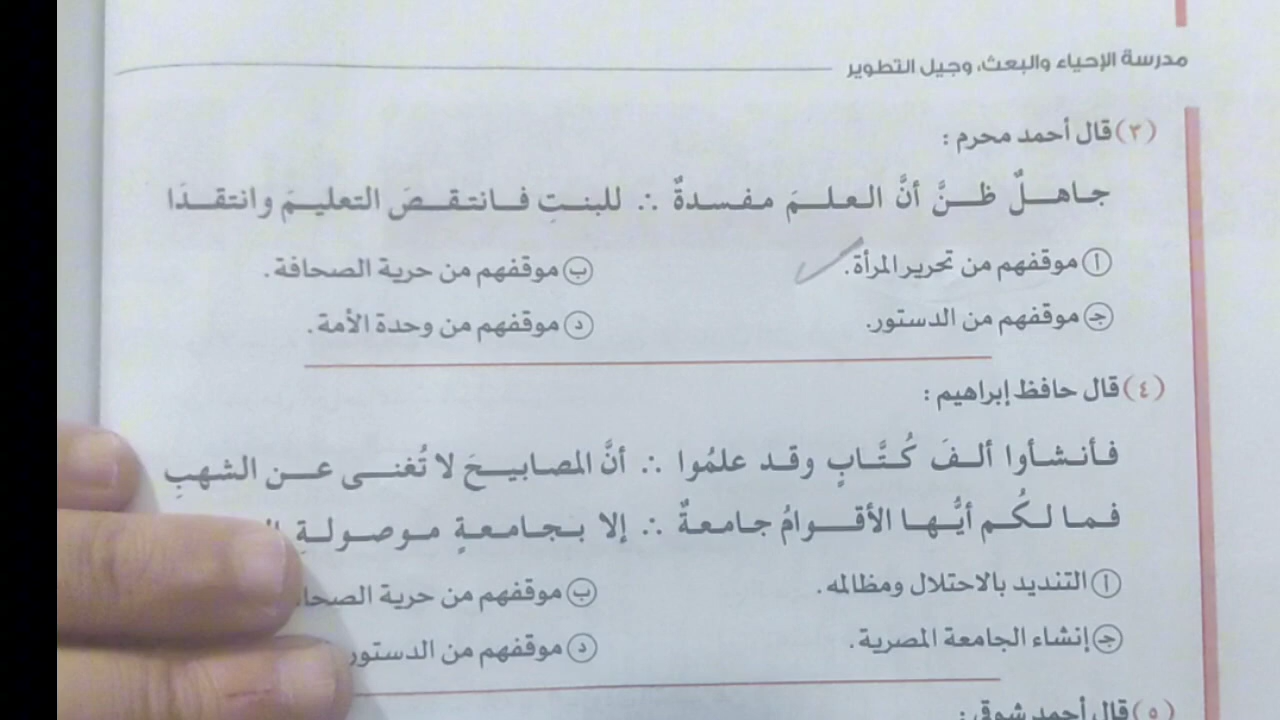 مدرسة الإحياء والبعث، وجيل التطوير
(٣) قال أحمد محرم :
جاهلٌ ظنَّ أنَّ العلمَ مفسدةٌ ∴ للبنتِ فانتقصَ التعليمَ وانتقدَا
أ موقفهم من تحرير المرأة. ب موقفهم من حرية الصحافة.
ج موقفهم من الدستور. د موقفهم من وحدة الأمة.
(٤) قال حافظ إبراهيم :
فأنشأوا ألفَ كُتَّابٍ وقد علمُوا ∴ أنَّ المصابيحَ لا تُغنى عن الشهبِ
فما لكُم أيُّها الأقوامُ جامعةٌ ∴ إلا بجامعةٍ موصولةِ
أ التنديد بالاحتلال ومظالمه. ب موقفهم من حرية
ج إنشاء الجامعة المصرية. د موقفهم من الدستور
(٥) قال أحمد شوقي :